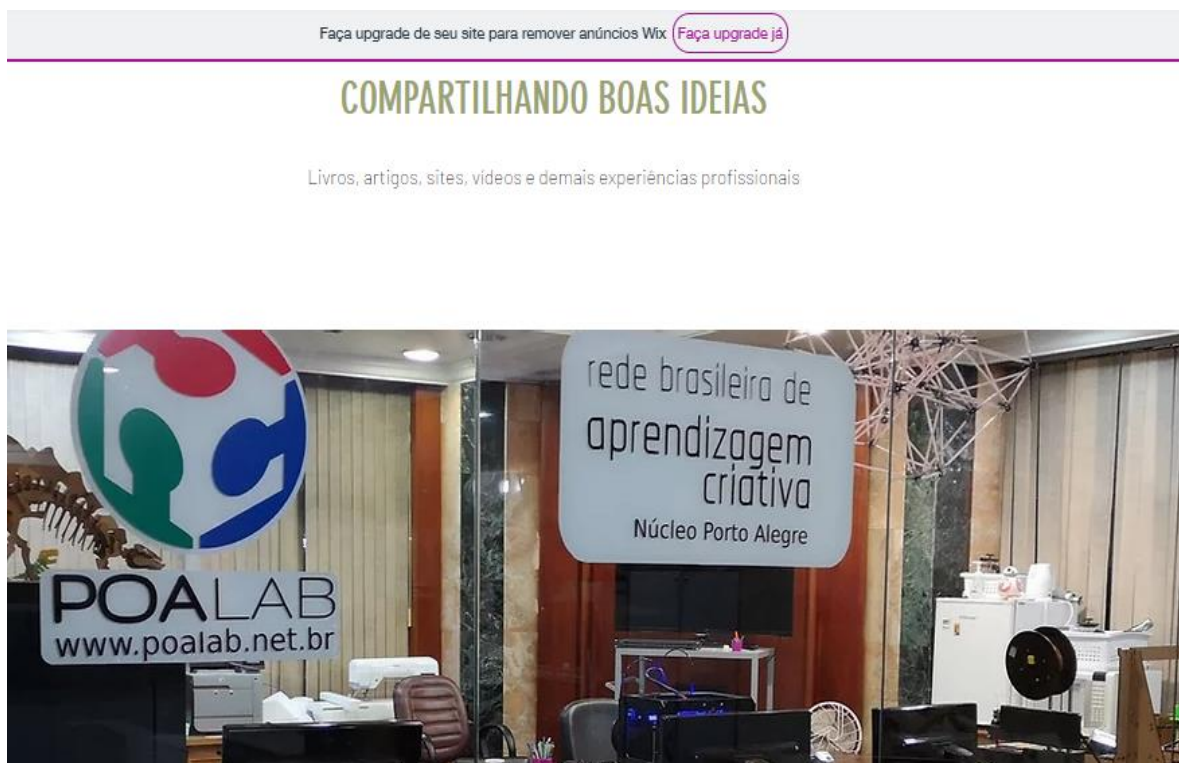 Faça upgrade de seu site para remover anúncios Wix Faça upgrade já
COMPARTILHANDO BOAS IDEIAS
Livros, artigos, sites, vídeos e demais experiências profissionais
rede brasileira de
aprendizagem
criativa
Núcleo Porto Alegre
POALAB
www.poalab.net.br